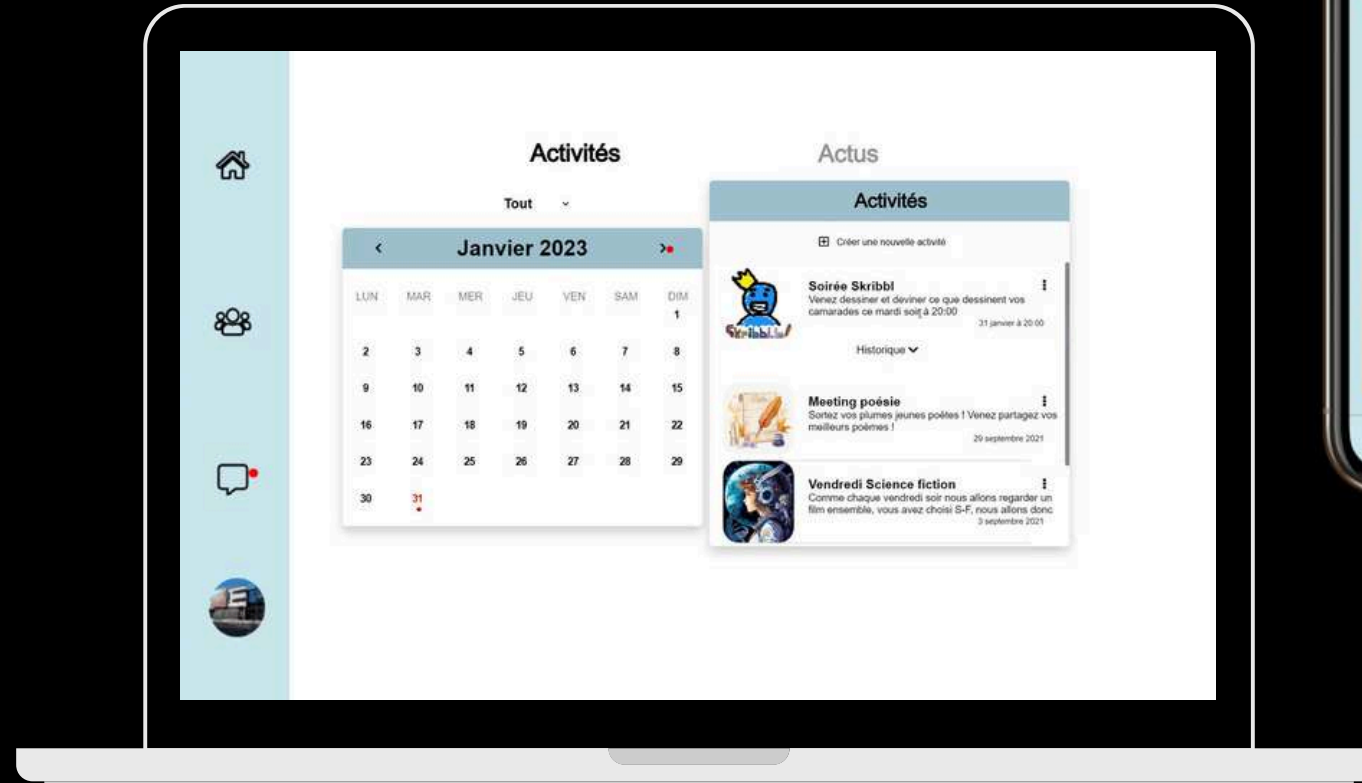 Activités
Actus
Tout
Janvier 2023
LUN MAR MER JEU VEN SAM DIM
1
2 3 4 5 6 7 8
9 10 11 12 13 14 15
16 17 18 19 20 21 22
23 24 25 26 27 28 29
30 31
Activités
Créer une nouvelle activité
Skribbl
Soirée Skribbl
Venez dessiner et deviner ce que dessinent vos
camarades ce mardi soir à 20:00
31 janvier à 20:00
Historique
Meeting poésie
Sortez vos plumes jeunes poètes ! Venez partagez vos
meilleurs poèmes !
29 septembre 2021
Vendredi Science fiction
Comme chaque vendredi soir nous allons regarder un
film ensemble, vous avez choisi S-F, nous allons donc
3 septembre 2021